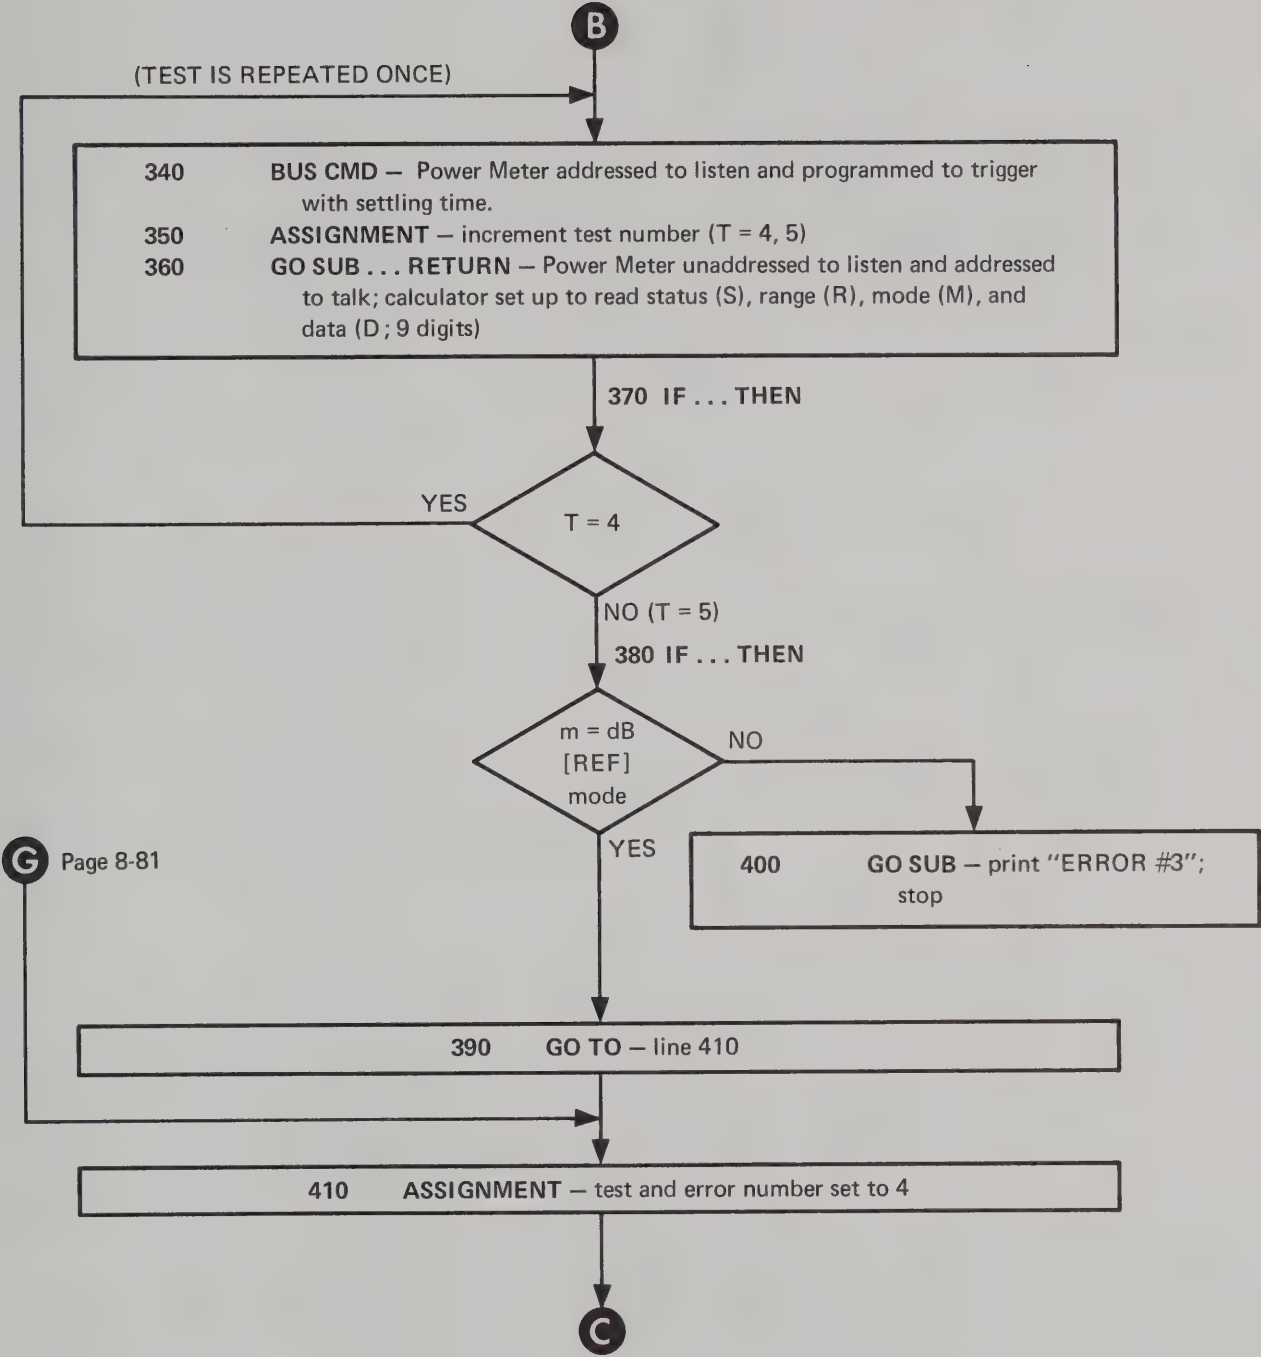 B
(TEST IS REPEATED ONCE)
340 BUS CMD — Power Meter addressed to listen and programmed to trigger
with settling time.
350 ASSIGNMENT — increment test number (T = 4, 5)
360 GO SUB ... RETURN — Power Meter unaddressed to listen and addressed
to talk; calculator set up to read status (S), range (R), mode (M), and
data (D; 9 digits)
370 IF ... THEN
YES
T = 4
NO (T = 5)
380 IF ... THEN
m = dB
[REF]
mode
NO
YES
G Page 8-81
400 GO SUB — print "ERROR #3";
stop
390 GO TO — line 410
410 ASSIGNMENT — test and error number set to 4
C